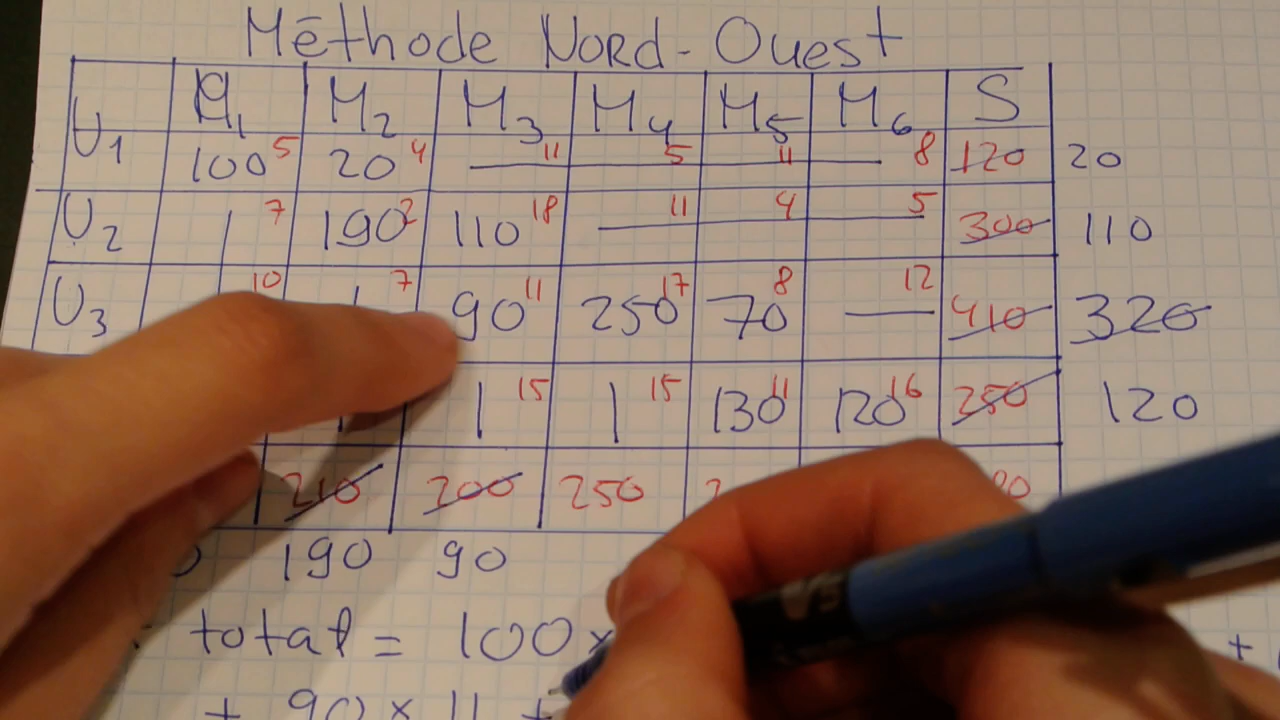 Méthode Nord-Ouest
M1 M2 M3 M4 M5 M6 S
U1 100 5 20 4 11 5 11 8 120 20
U2 7 190 2 110 18 11 4 5 300 110
U3 10 7 90 11 250 17 70 8 12 410 320
15 15 130 11 120 16 250 120
210 200 250
190 90
total = 100 ×
+ 90 × 11 +